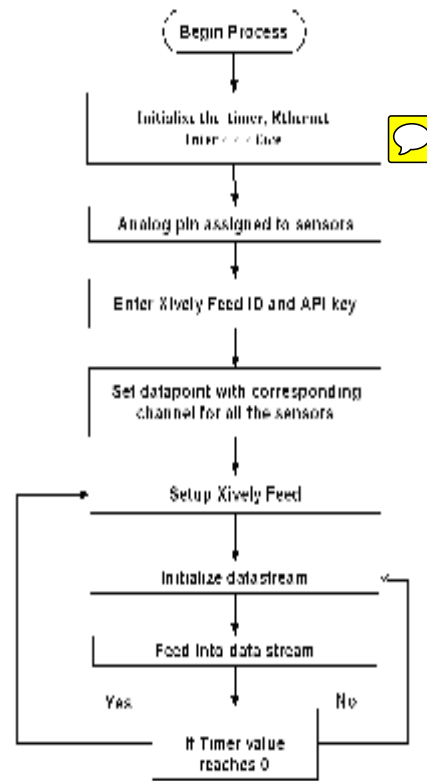 Begin Process
Initialise the timer, Ethernet
Analog pin assigned to sensors
Enter Xively Feed ID and API key
Set datapoint with corresponding
channel for all the sensors
Setup Xively Feed
Initialize datastream
Feed into data stream
Yes
No
If Timer value
reaches 0